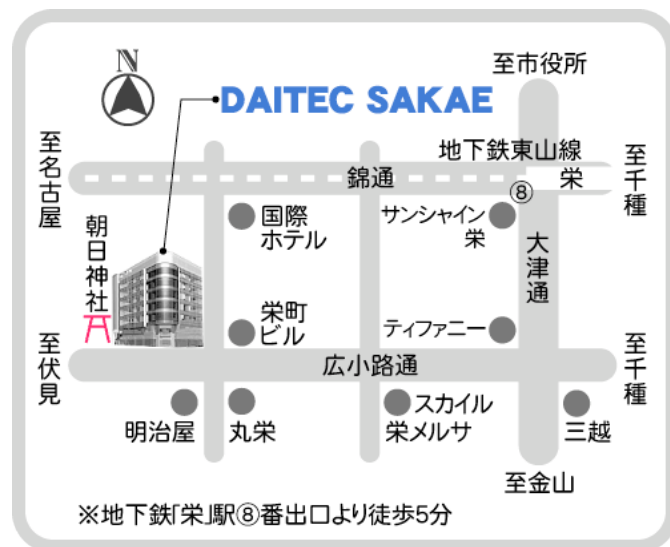 N
至市役所
DAITEC SAKAE
地下鉄東山線
至名古屋
錦通
栄
至千種
⑧
国際
ホテル
サンシャイン
栄
朝日神社
大津通
栄町
ビル
ティファニー
至伏見
広小路通
至千種
明治屋
丸栄
スカイル
栄メルサ
三越
至金山
※地下鉄「栄」駅⑧番出口より徒歩5分